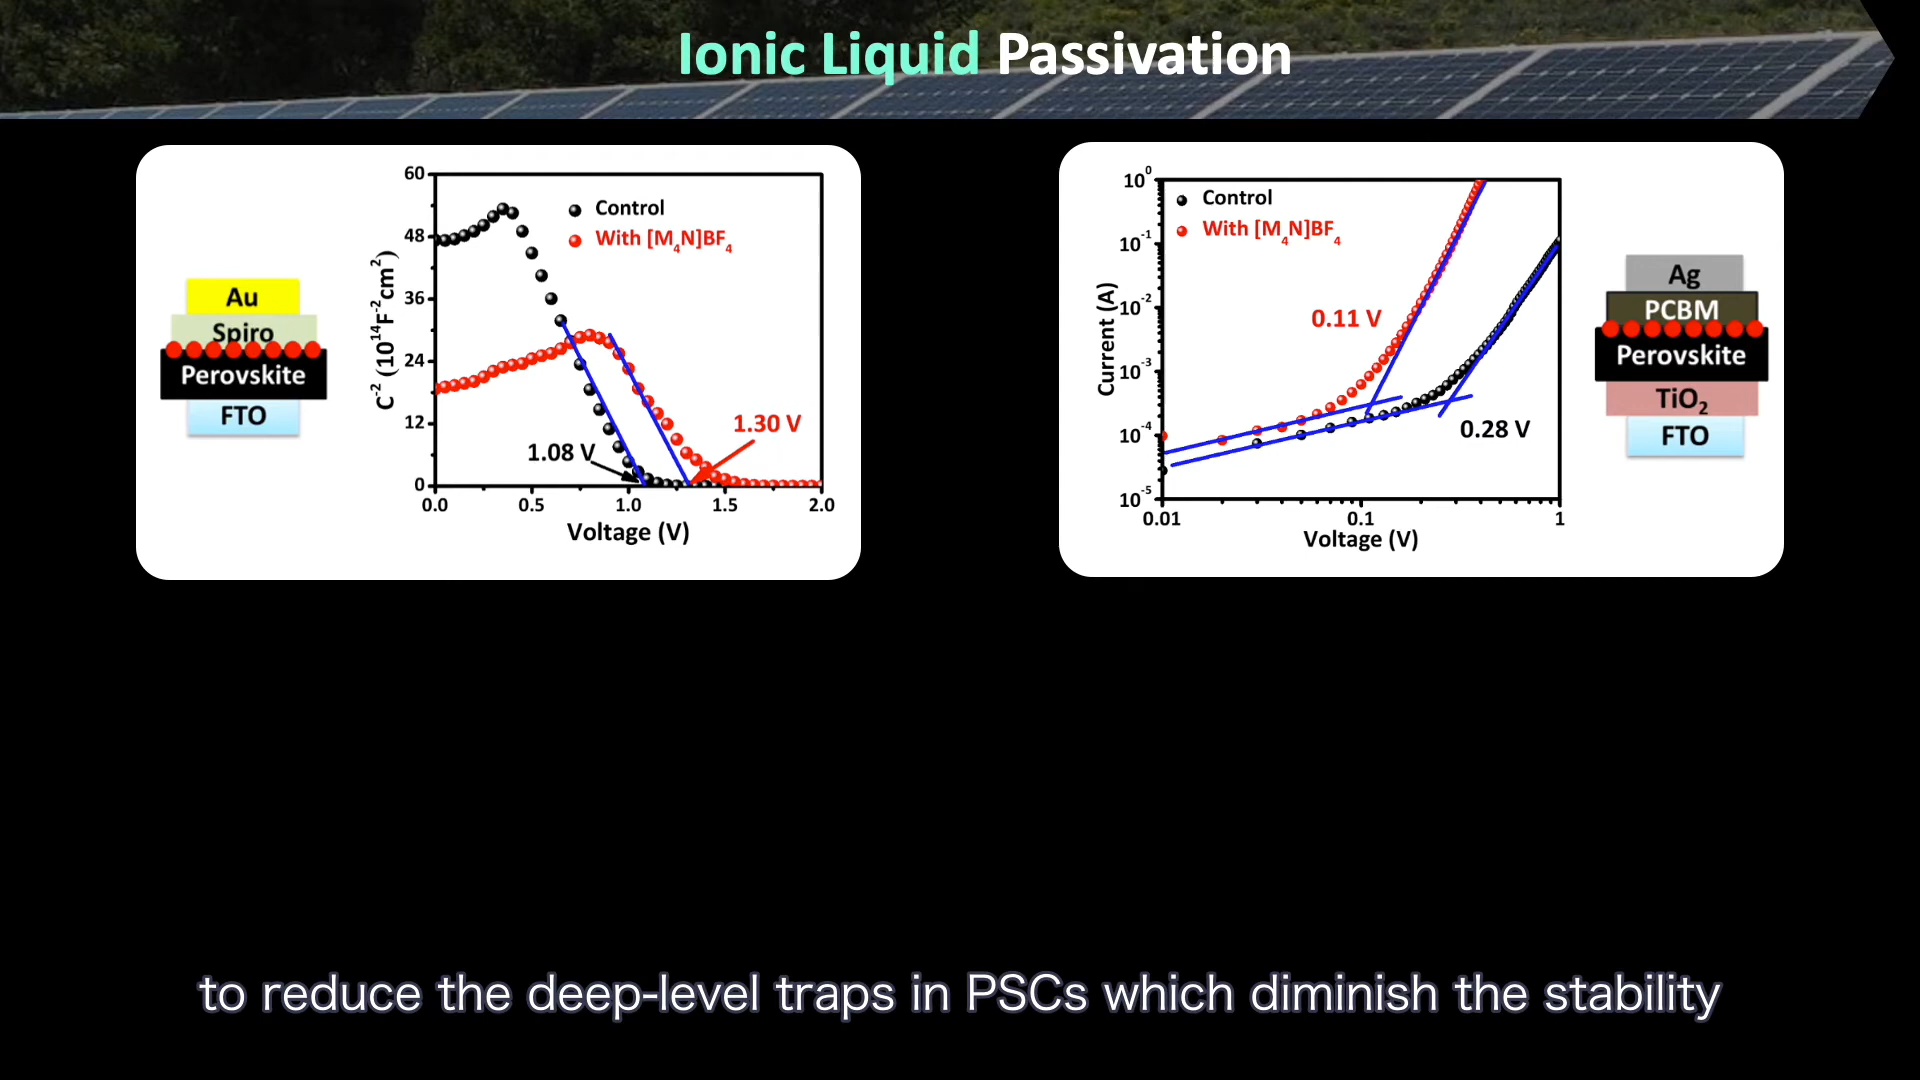 Ionic Liquid Passivation
Au
Spiro
Perovskite
FTO
C⁻² (10¹⁴F⁻²cm²)
60
48
36
24
12
0
0.0
0.5
1.0
1.5
2.0
Voltage (V)
Control
With [M₄N]BF₄
1.08 V
1.30 V
Current (A)
10⁰
10⁻¹
10⁻²
10⁻³
10⁻⁴
10⁻⁵
0.01
0.1
1
Voltage (V)
Control
With [M₄N]BF₄
0.11 V
0.28 V
Ag
PCBM
Perovskite
TiO₂
FTO
to reduce the deep-level traps in PSCs which diminish the stability